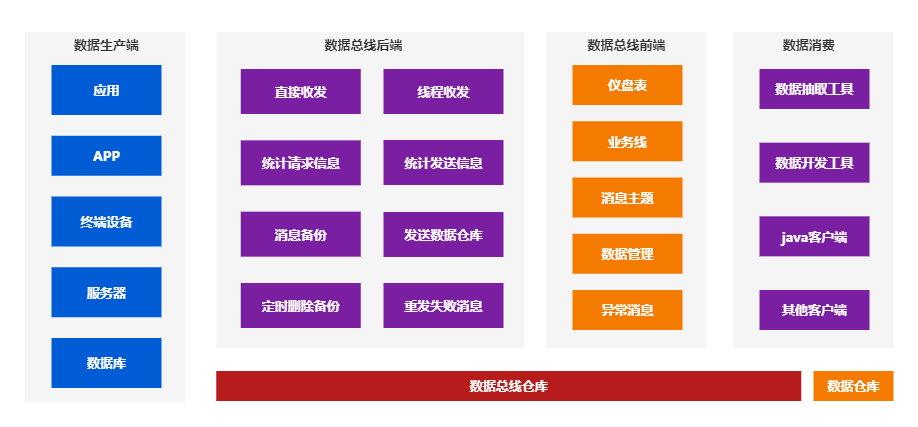 数据生产端
应用
APP
终端设备
服务器
数据库
数据总线后端
直接收发
线程收发
统计请求信息
统计发送信息
消息备份
发送数据仓库
定时删除备份
重发失败消息
数据总线前端
仪盘表
业务线
消息主题
数据管理
异常消息
数据消费
数据抽取工具
数据开发工具
java客户端
其他客户端
数据总线仓库
数据仓库